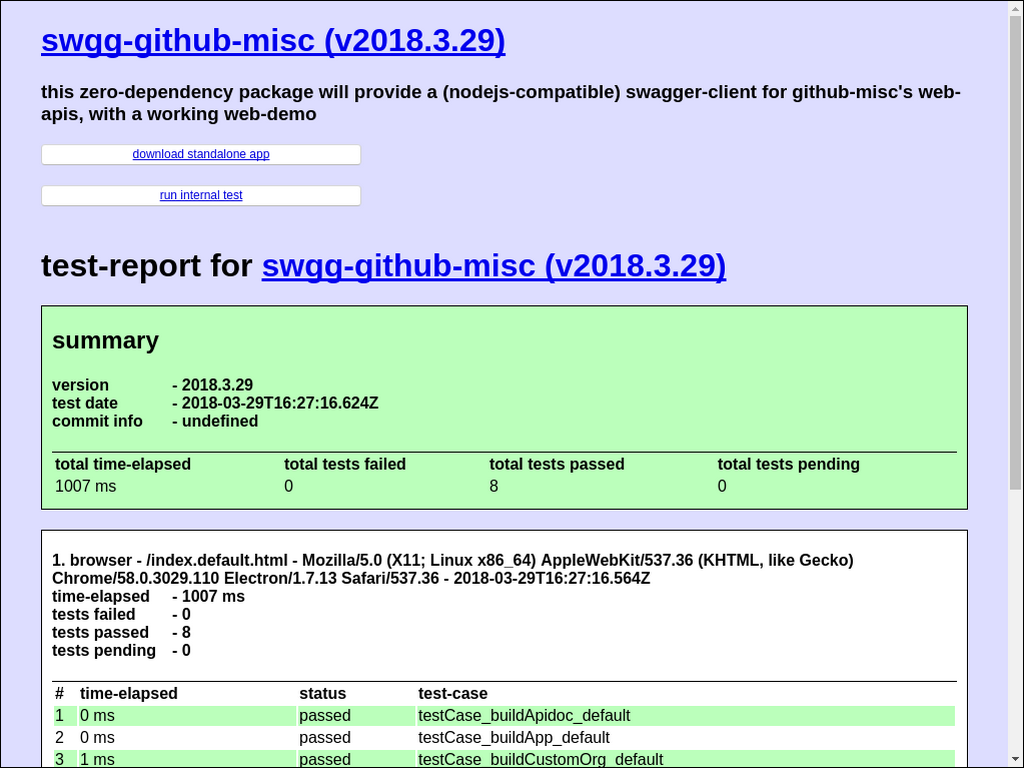 swgg-github-misc (v2018.3.29)
this zero-dependency package will provide a (nodejs-compatible) swagger-client for github-misc's web-
apis, with a working web-demo
download standalone app
run internal test
test-report for swgg-github-misc (v2018.3.29)
summary
version - 2018.3.29
test date - 2018-03-29T16:27:16.624Z
commit info - undefined
total time-elapsed total tests failed total tests passed total tests pending
1007 ms 0 8 0
1. browser - /index.default.html - Mozilla/5.0 (X11; Linux x86_64) AppleWebKit/537.36 (KHTML, like Gecko)
Chrome/58.0.3029.110 Electron/1.7.13 Safari/537.36 - 2018-03-29T16:27:16.564Z
time-elapsed - 1007 ms
tests failed - 0
tests passed - 8
tests pending - 0
# time-elapsed status test-case
1 0 ms passed testCase_buildApidoc_default
2 0 ms passed testCase_buildApp_default
3 1 ms passed testCase_buildCustomOrg_default